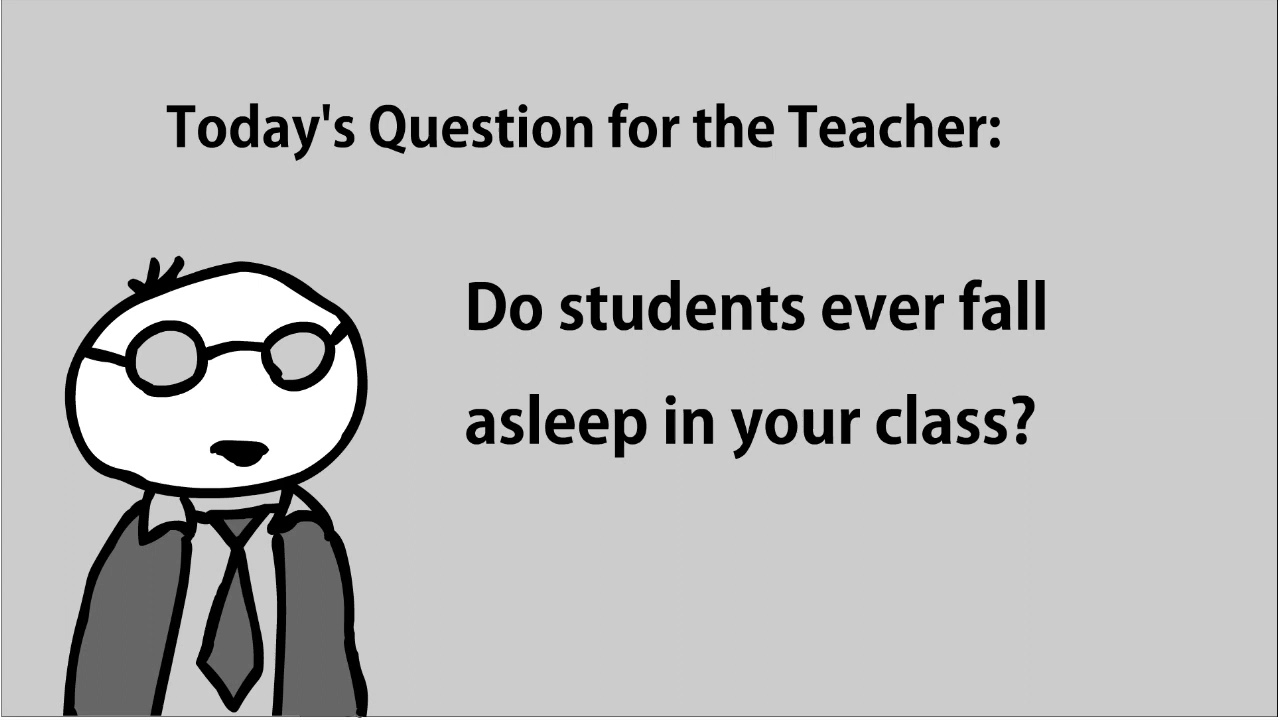 Today's Question for the Teacher:
Do students ever fall
asleep in your class?